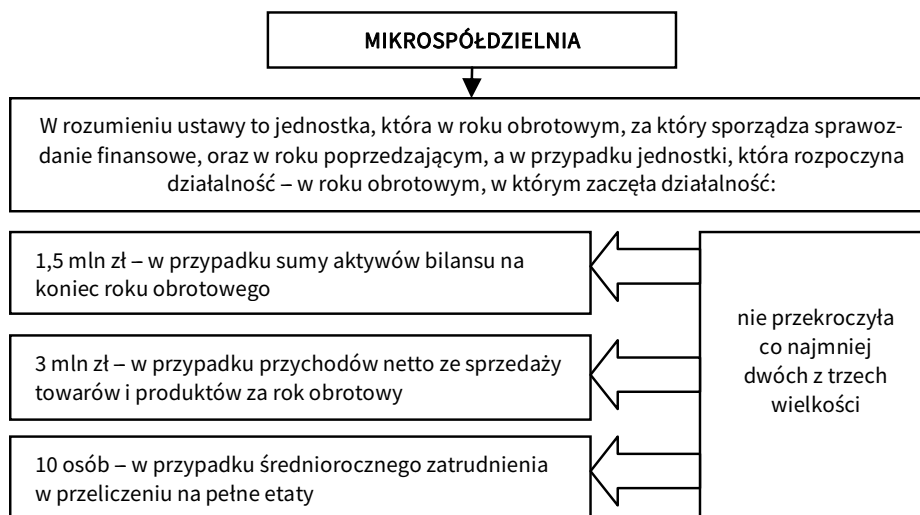 MIKROSPÓŁDZIELNIA
W rozumieniu ustawy to jednostka, która w roku obrotowym, za który sporządza sprawoz-
danie finansowe, oraz w roku poprzedzającym, a w przypadku jednostki, która rozpoczyna
działalność – w roku obrotowym, w którym zaczęła działalność:
1,5 mln zł – w przypadku sumy aktywów bilansu na
koniec roku obrotowego
3 mln zł – w przypadku przychodów netto ze sprzedaży
towarów i produktów za rok obrotowy
10 osób – w przypadku średniorocznego zatrudnienia
w przeliczeniu na pełne etaty
nie przekroczyła
co najmniej
dwóch z trzech
wielkości